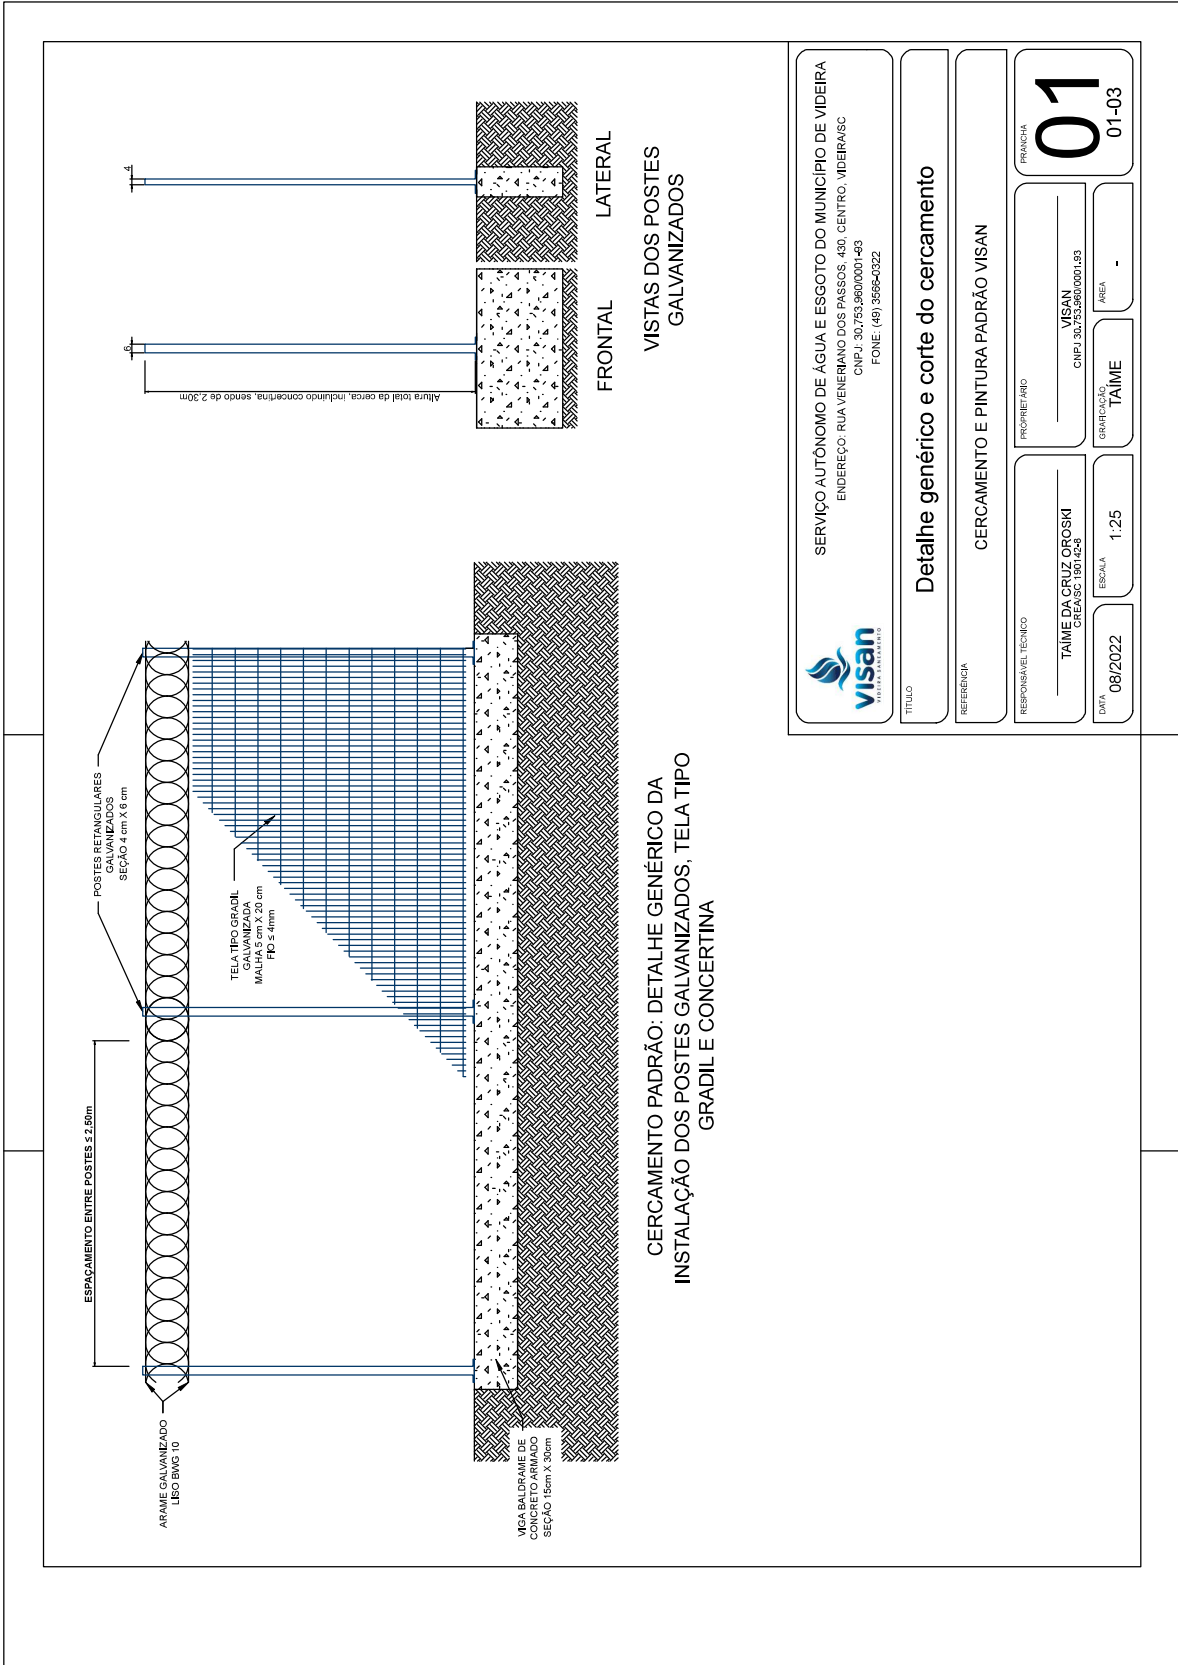 ESPAÇAMENTO ENTRE POSTES ≤ 2,50m
POSTES RETANGULARES
GALVANIZADOS
SEÇÃO 4 cm X 6 cm
ARAME GALVANIZADO
LISO BWG 10
TELA TIPO GRADIL
GALVANIZADA
MALHA 5 cm X 20 cm
FIO ≤ 4mm
VIGA BALDRAME DE
CONCRETO ARMADO
SEÇÃO 15cm X 30cm
CERCAMENTO PADRÃO: DETALHE GENÉRICO DA
INSTALAÇÃO DOS POSTES GALVANIZADOS, TELA TIPO
GRADIL E CONCERTINA
6
4
Altura total da cerca, incluindo concertina, sendo de 2,30m
FRONTAL
LATERAL
VISTAS DOS POSTES
GALVANIZADOS
visan
VIDEIRA SANEAMENTO
SERVIÇO AUTÔNOMO DE ÁGUA E ESGOTO DO MUNICÍPIO DE VIDEIRA
ENDEREÇO: RUA VENERIANO DOS PASSOS, 430, CENTRO, VIDEIRA/SC
CNPJ: 30.753.960/0001-93
FONE: (49) 3566-0322
TÍTULO
Detalhe genérico e corte do cercamento
REFERÊNCIA
CERCAMENTO E PINTURA PADRÃO VISAN
RESPONSÁVEL TÉCNICO
TAÍME DA CRUZ OROSKI
CREA/SC 190142-8
PROPRIETÁRIO
VISAN
CNPJ 30.753.960/0001.93
PRANCHA
01
01-03
DATA
08/2022
ESCALA
1:25
GRAFICAÇÃO
TAÍME
ÁREA
-